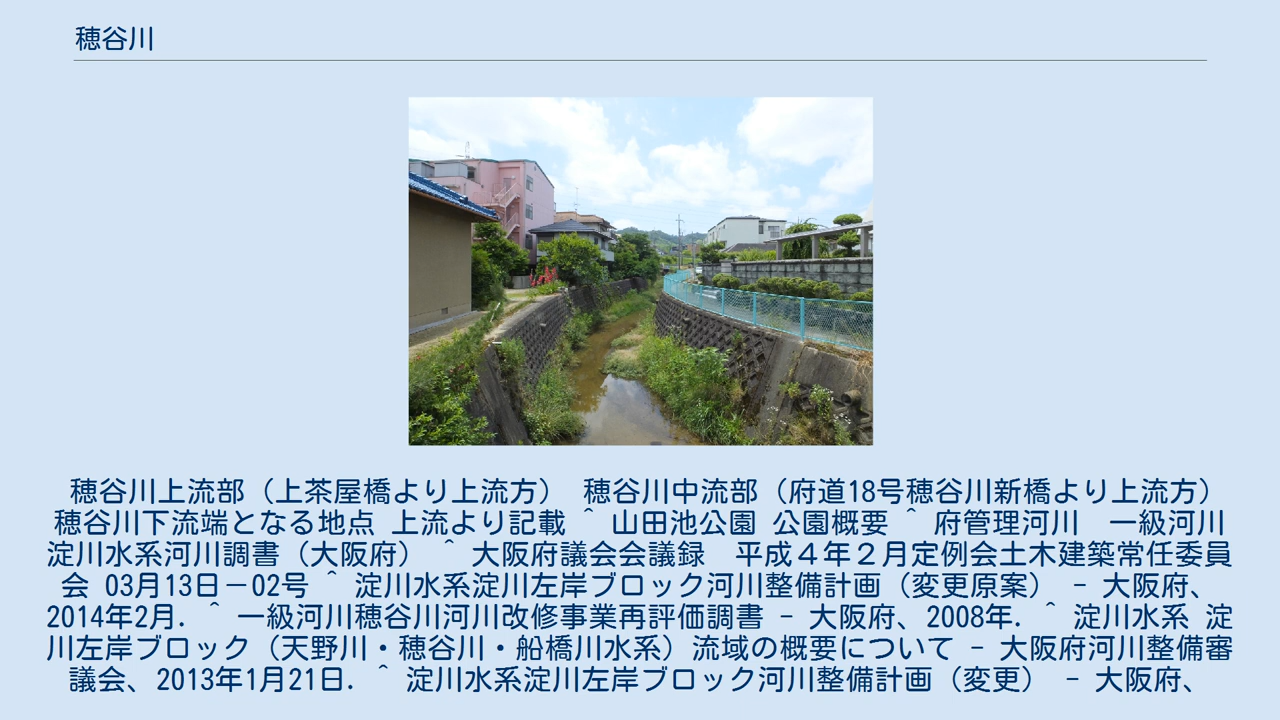 穂谷川
穂谷川上流部（上茶屋橋より上流方） 穂谷川中流部（府道18号穂谷川新橋より上流方）
穂谷川下流端となる地点 上流より記載 ^ 山田池公園 公園概要 ^ 府管理河川　一級河川
淀川水系河川調書（大阪府） ^ 大阪府議会会議録　平成４年２月定例会土木建築常任委員
会 03月13日－02号 ^ 淀川水系淀川左岸ブロック河川整備計画（変更原案） - 大阪府、
2014年2月. ^ 一級河川穂谷川河川改修事業再評価調書 - 大阪府、2008年. ^ 淀川水系 淀
川左岸ブロック（天野川・穂谷川・船橋川水系）流域の概要について - 大阪府河川整備審
議会、2013年1月21日. ^ 淀川水系淀川左岸ブロック河川整備計画（変更） - 大阪府、